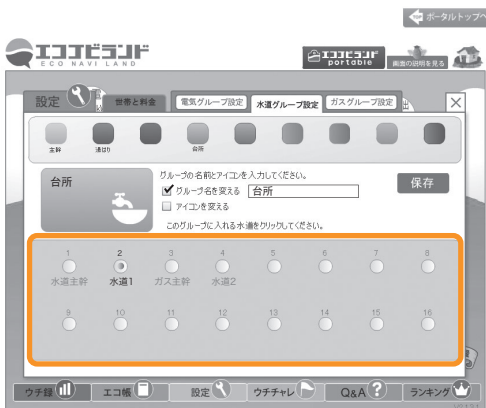 ポータルトップへ
エコナビランド
ECO NAVI LAND
エコナビランド
portable
画面の説明を見る
設定
世帯と料金
電気グループ設定
水道グループ設定
ガスグループ設定
主幹
湯はり
台所
台所
グループの名前とアイコンを入力してください。
グループ名を変える
台所
アイコンを変える
保存
このグループに入れる水道をクリックしてください。
1 2 3 4 5 6 7 8
水道主幹 水道1 ガス主幹 水道2
9 10 11 12 13 14 15 16
ウチ録
エコ帳
設定
ウチチャレ
Q&A
ランキング